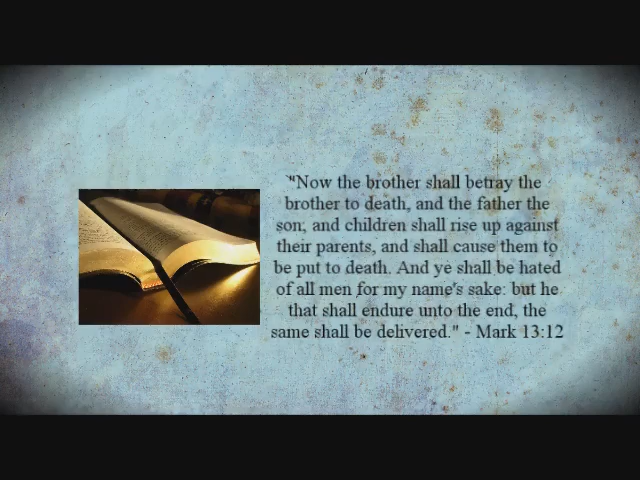 "Now the brother shall betray the
brother to death, and the father the
son; and children shall rise up against
their parents, and shall cause them to
be put to death. And ye shall be hated
of all men for my name's sake: but he
that shall endure unto the end, the
same shall be delivered." - Mark 13:12